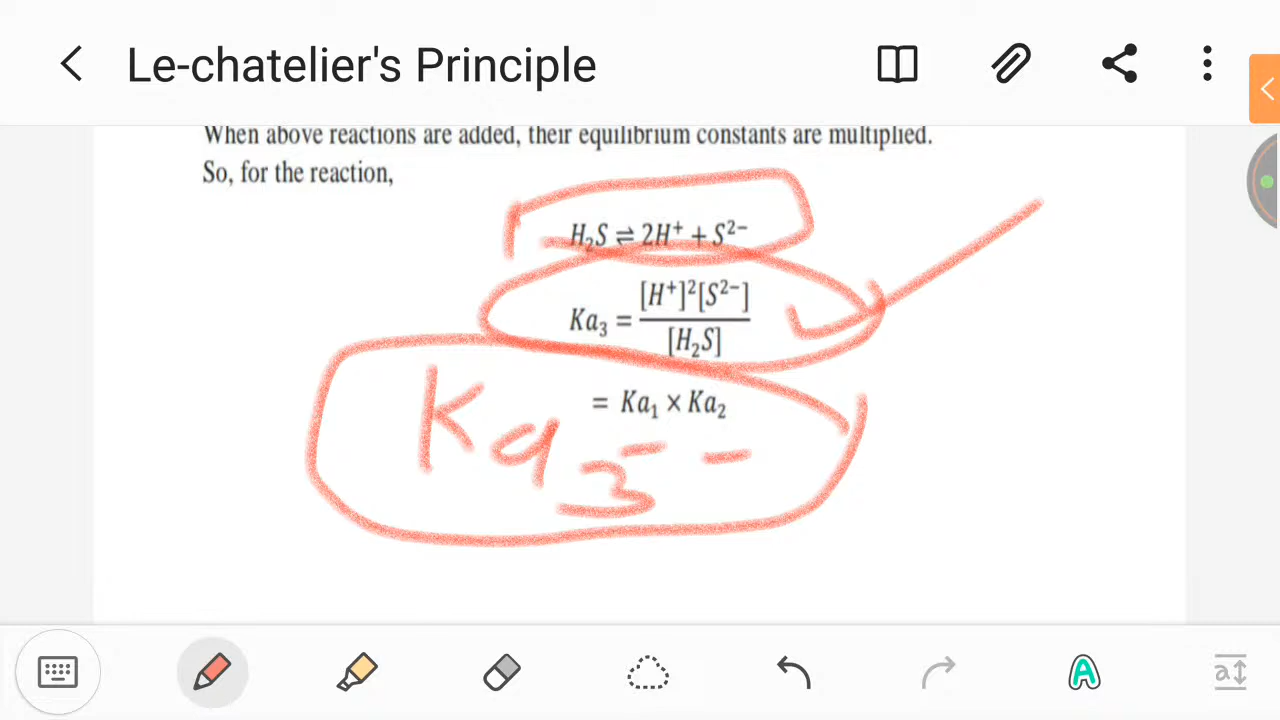 Le-chatelier's Principle
When above reactions are added, their equilibrium constants are multiplied.
So, for the reaction,
H₂S ⇌ 2H⁺ + S²⁻
Ka₃ = [H⁺]²[S²⁻] / [H₂S]
= Ka₁ × Ka₂
Ka₃ - -
A
a